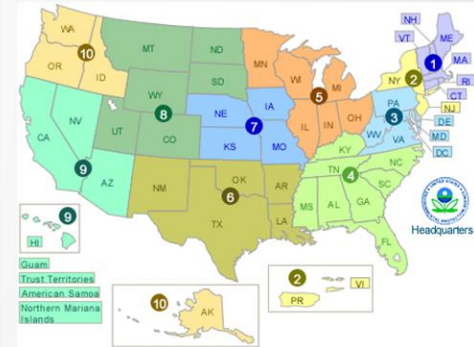 WA
OR
ID
10
MT
ND
SD
WY
UT
CO
8
CA
NV
AZ
9
NE
IA
KS
MO
7
MN
WI
MI
IL
IN
OH
5
NH
VT
ME
MA
RI
CT
1
NY
NJ
2
PA
WV
VA
DE
MD
DC
3
KY
TN
NC
SC
MS
AL
GA
FL
4
NM
OK
AR
TX
LA
6
Headquarters
9
HI
Guam
Trust Territories
American Samoa
Northern Mariana
Islands
10
AK
2
PR
VI